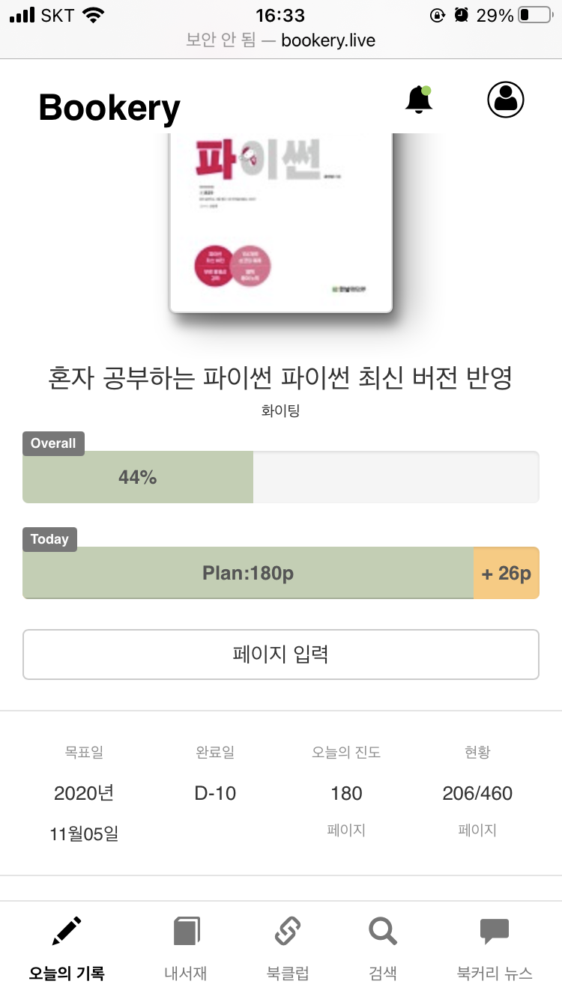 SKT 16:33 29%
보안 안 됨 — bookery.live
Bookery
파이썬
혼자 공부하는 파이썬 파이썬 최신 버전 반영
화이팅
Overall
44%
Today
Plan:180p + 26p
페이지 입력
목표일 완료일 오늘의 진도 현황
2020년 D-10 180 206/460
11월05일 페이지 페이지
오늘의 기록 내서재 북클럽 검색 북커리 뉴스